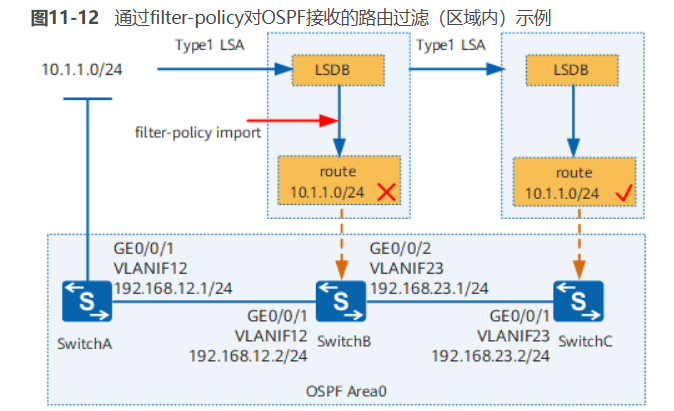 图11-12 通过filter-policy对OSPF接收的路由过滤（区域内）示例
Type1 LSA
Type1 LSA
10.1.1.0/24
LSDB
LSDB
filter-policy import
route
10.1.1.0/24
route
10.1.1.0/24
GE0/0/1
VLANIF12
192.168.12.1/24
GE0/0/2
VLANIF23
192.168.23.1/24
S
S
S
SwitchA
GE0/0/1
VLANIF12
192.168.12.2/24
SwitchB
GE0/0/1
VLANIF23
192.168.23.2/24
SwitchC
OSPF Area0